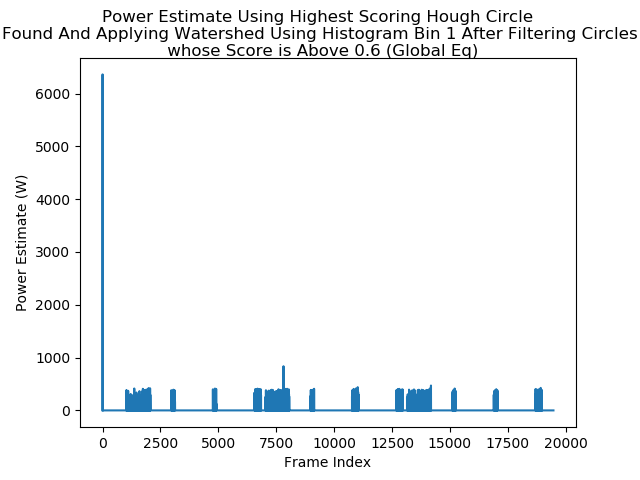 Power Estimate Using Highest Scoring Hough Circle
Found And Applying Watershed Using Histogram Bin 1 After Filtering Circles
whose Score is Above 0.6 (Global Eq)
Power Estimate (W)
6000
5000
4000
3000
2000
1000
0
0 2500 5000 7500 10000 12500 15000 17500 20000
Frame Index